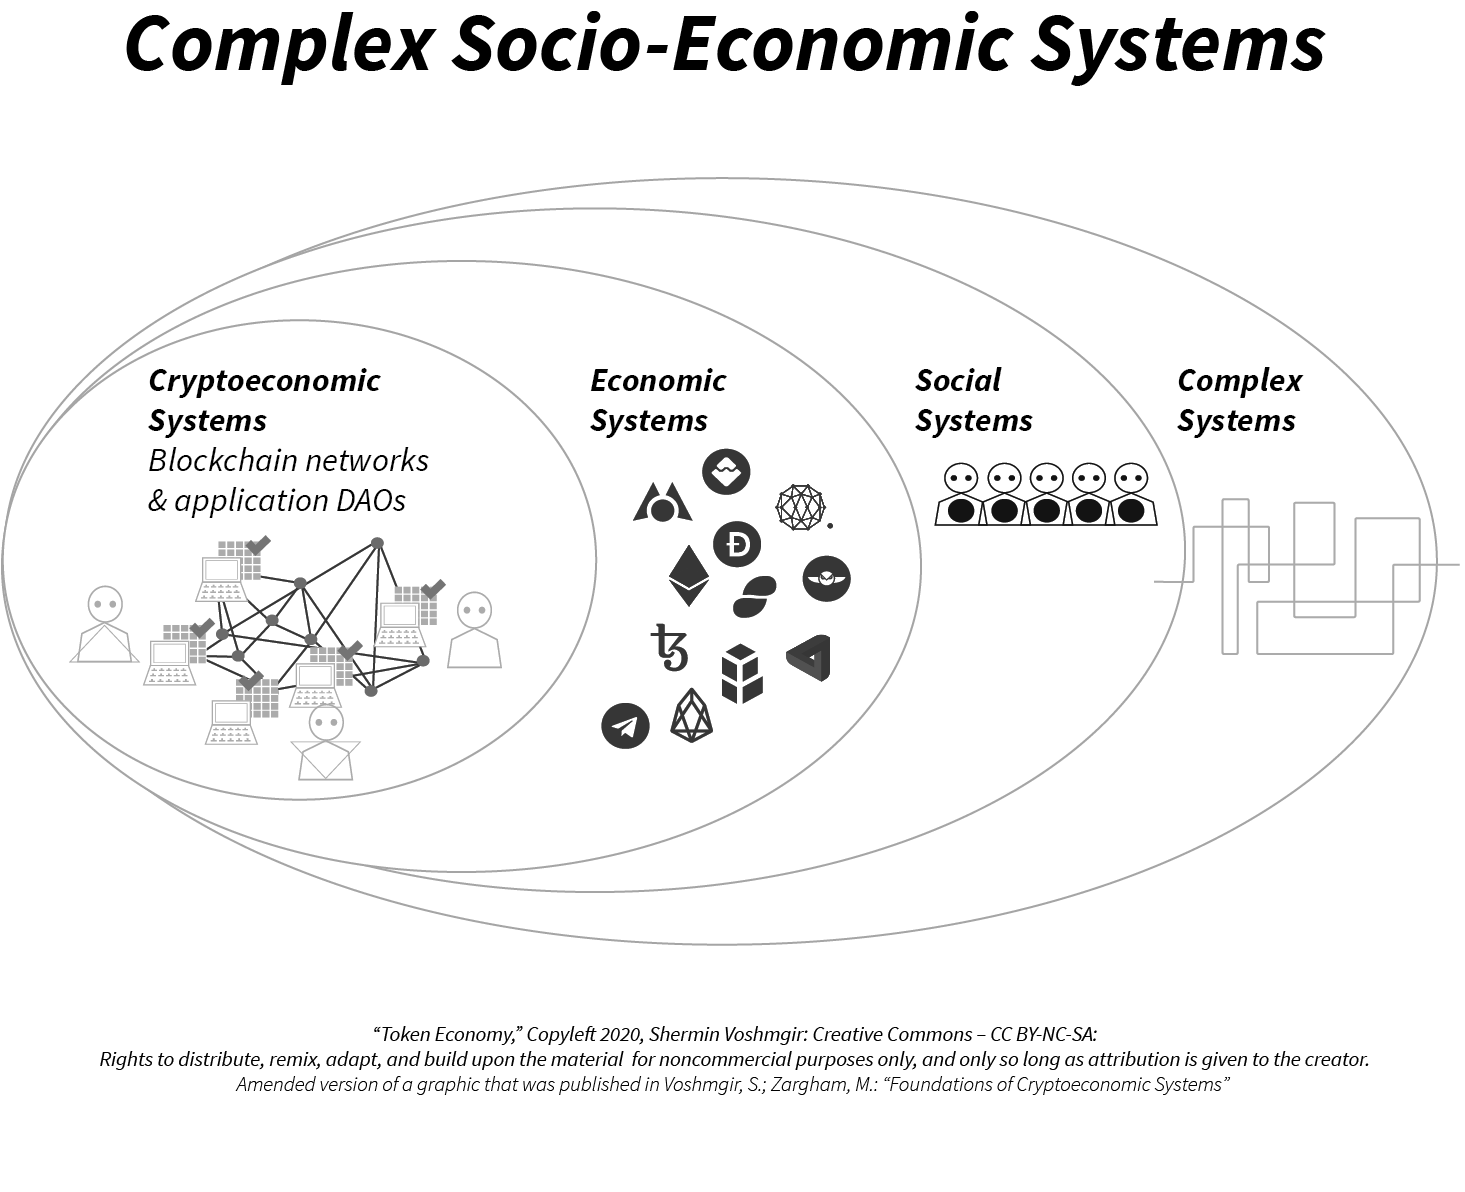 Complex Socio-Economic Systems
Cryptoeconomic
Systems
Blockchain networks
& application DAOs
Economic
Systems
Social
Systems
Complex
Systems
“Token Economy,” Copyleft 2020, Shermin Voshmgir: Creative Commons – CC BY-NC-SA:
Rights to distribute, remix, adapt, and build upon the material for noncommercial purposes only, and only so long as attribution is given to the creator.
Amended version of a graphic that was published in Voshmgir, S.; Zargham, M.: “Foundations of Cryptoeconomic Systems”